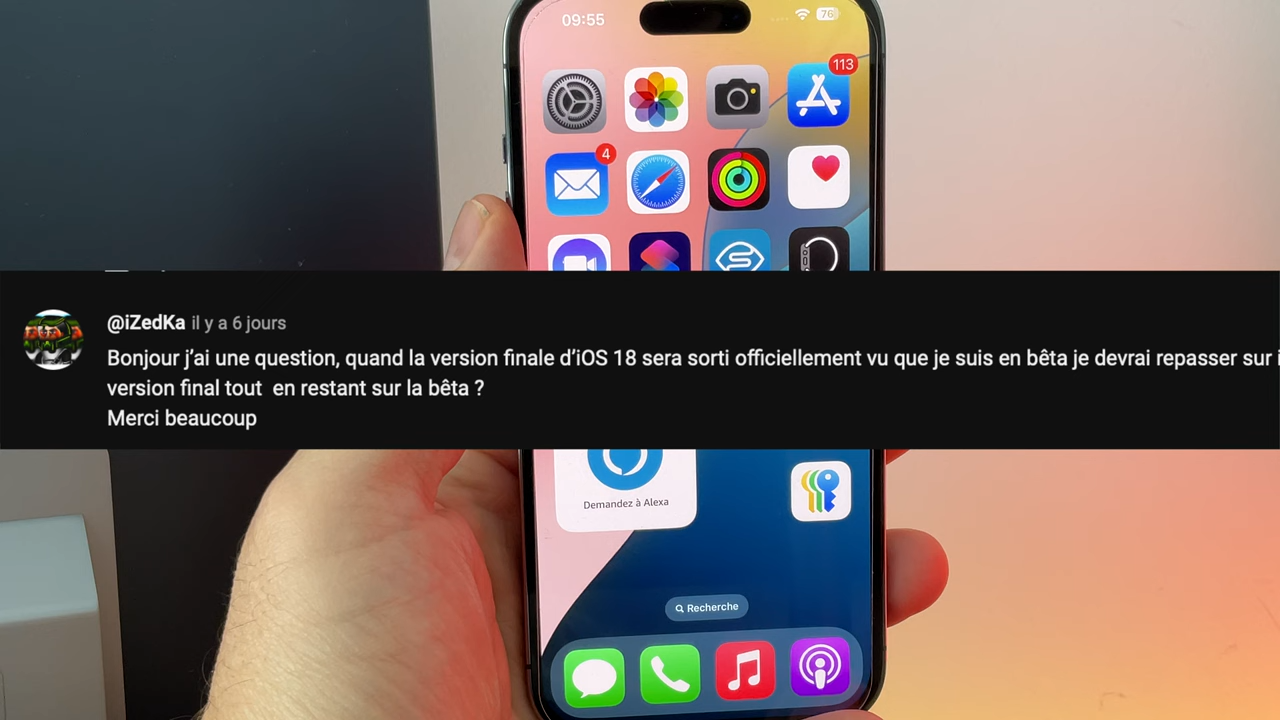 09:55
76
113
4
@iZedKa il y a 6 jours
Bonjour j’ai une question, quand la version finale d’iOS 18 sera sorti officiellement vu que je suis en bêta je devrai repasser sur
version final tout en restant sur la bêta ?
Merci beaucoup
Demandez à Alexa
Recherche